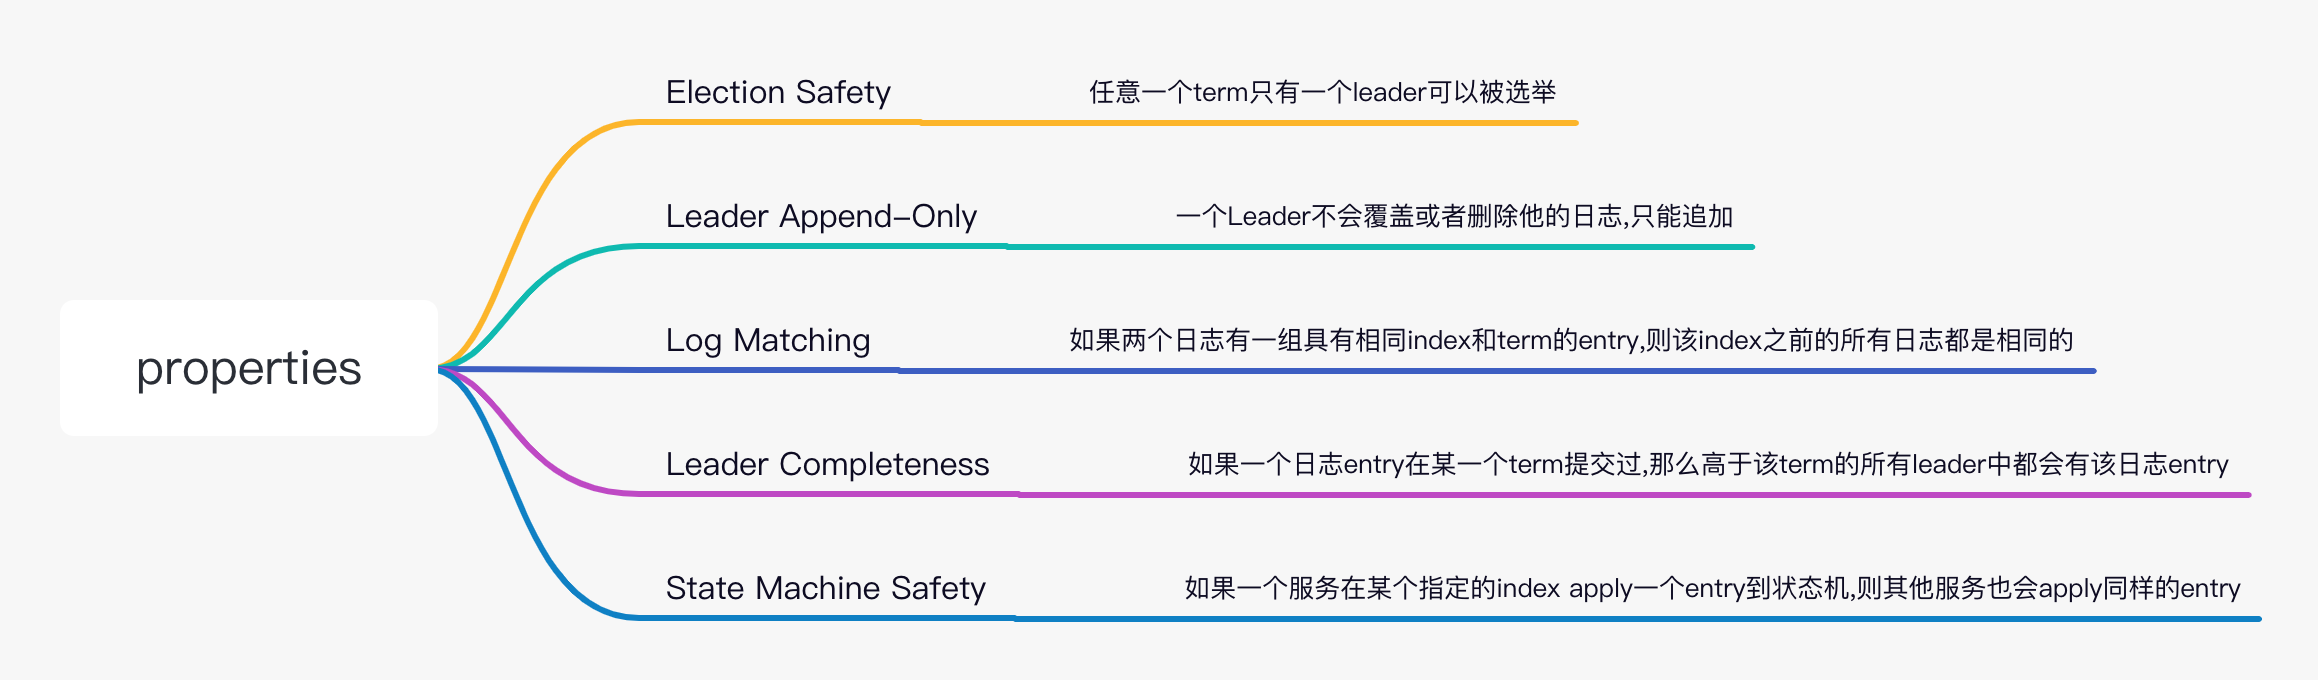 properties
Election Safety
任意一个term只有一个leader可以被选举
Leader Append-Only
一个Leader不会覆盖或者删除他的日志,只能追加
Log Matching
如果两个日志有一组具有相同index和term的entry,则该index之前的所有日志都是相同的
Leader Completeness
如果一个日志entry在某一个term提交过,那么高于该term的所有leader中都会有该日志entry
State Machine Safety
如果一个服务在某个指定的index apply一个entry到状态机,则其他服务也会apply同样的entry